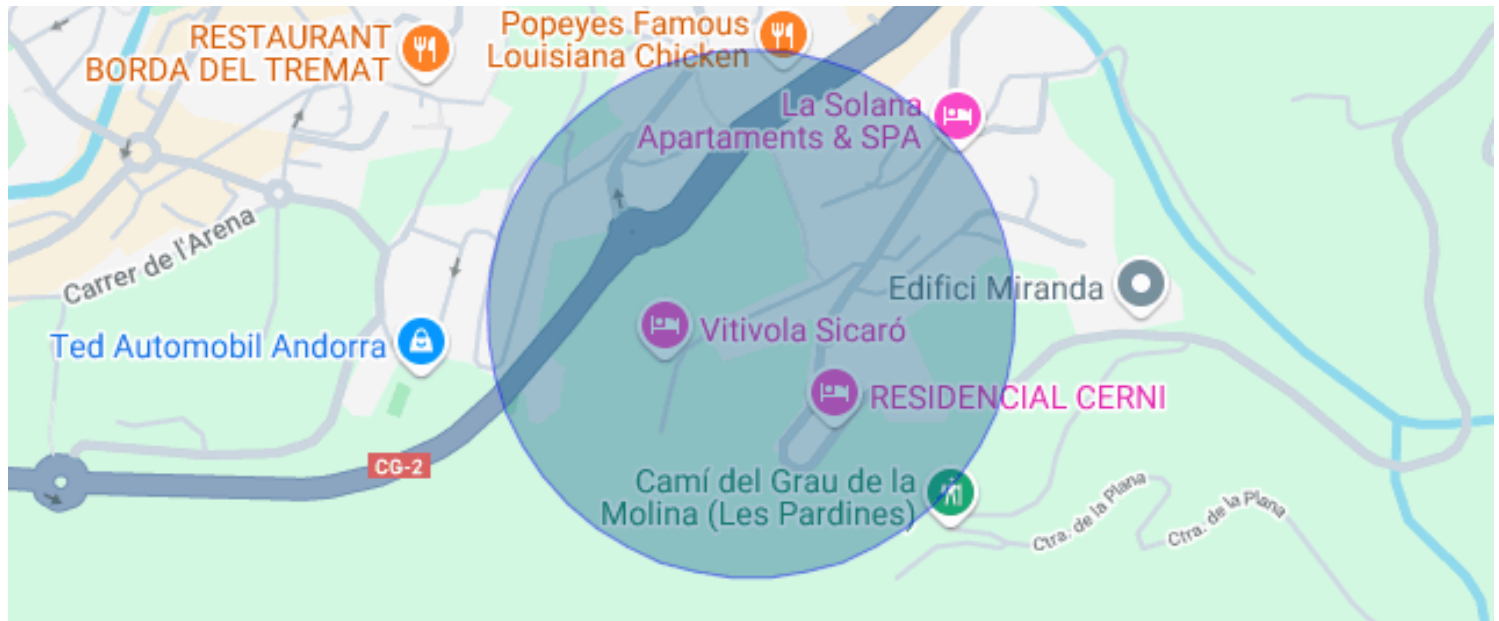 RESTAURANT
BORDA DEL TREMAT
Popeyes Famous
Louisiana Chicken
La Solana
Apartaments & SPA
Carrer de l'Arena
Edifici Miranda
Ted Automobil Andorra
Vitivola Sicaró
RESIDENCIAL CERNI
CG-2
Camí del Grau de la
Molina (Les Pardines)
Ctra. de la Plana
Ctra. de la Plana